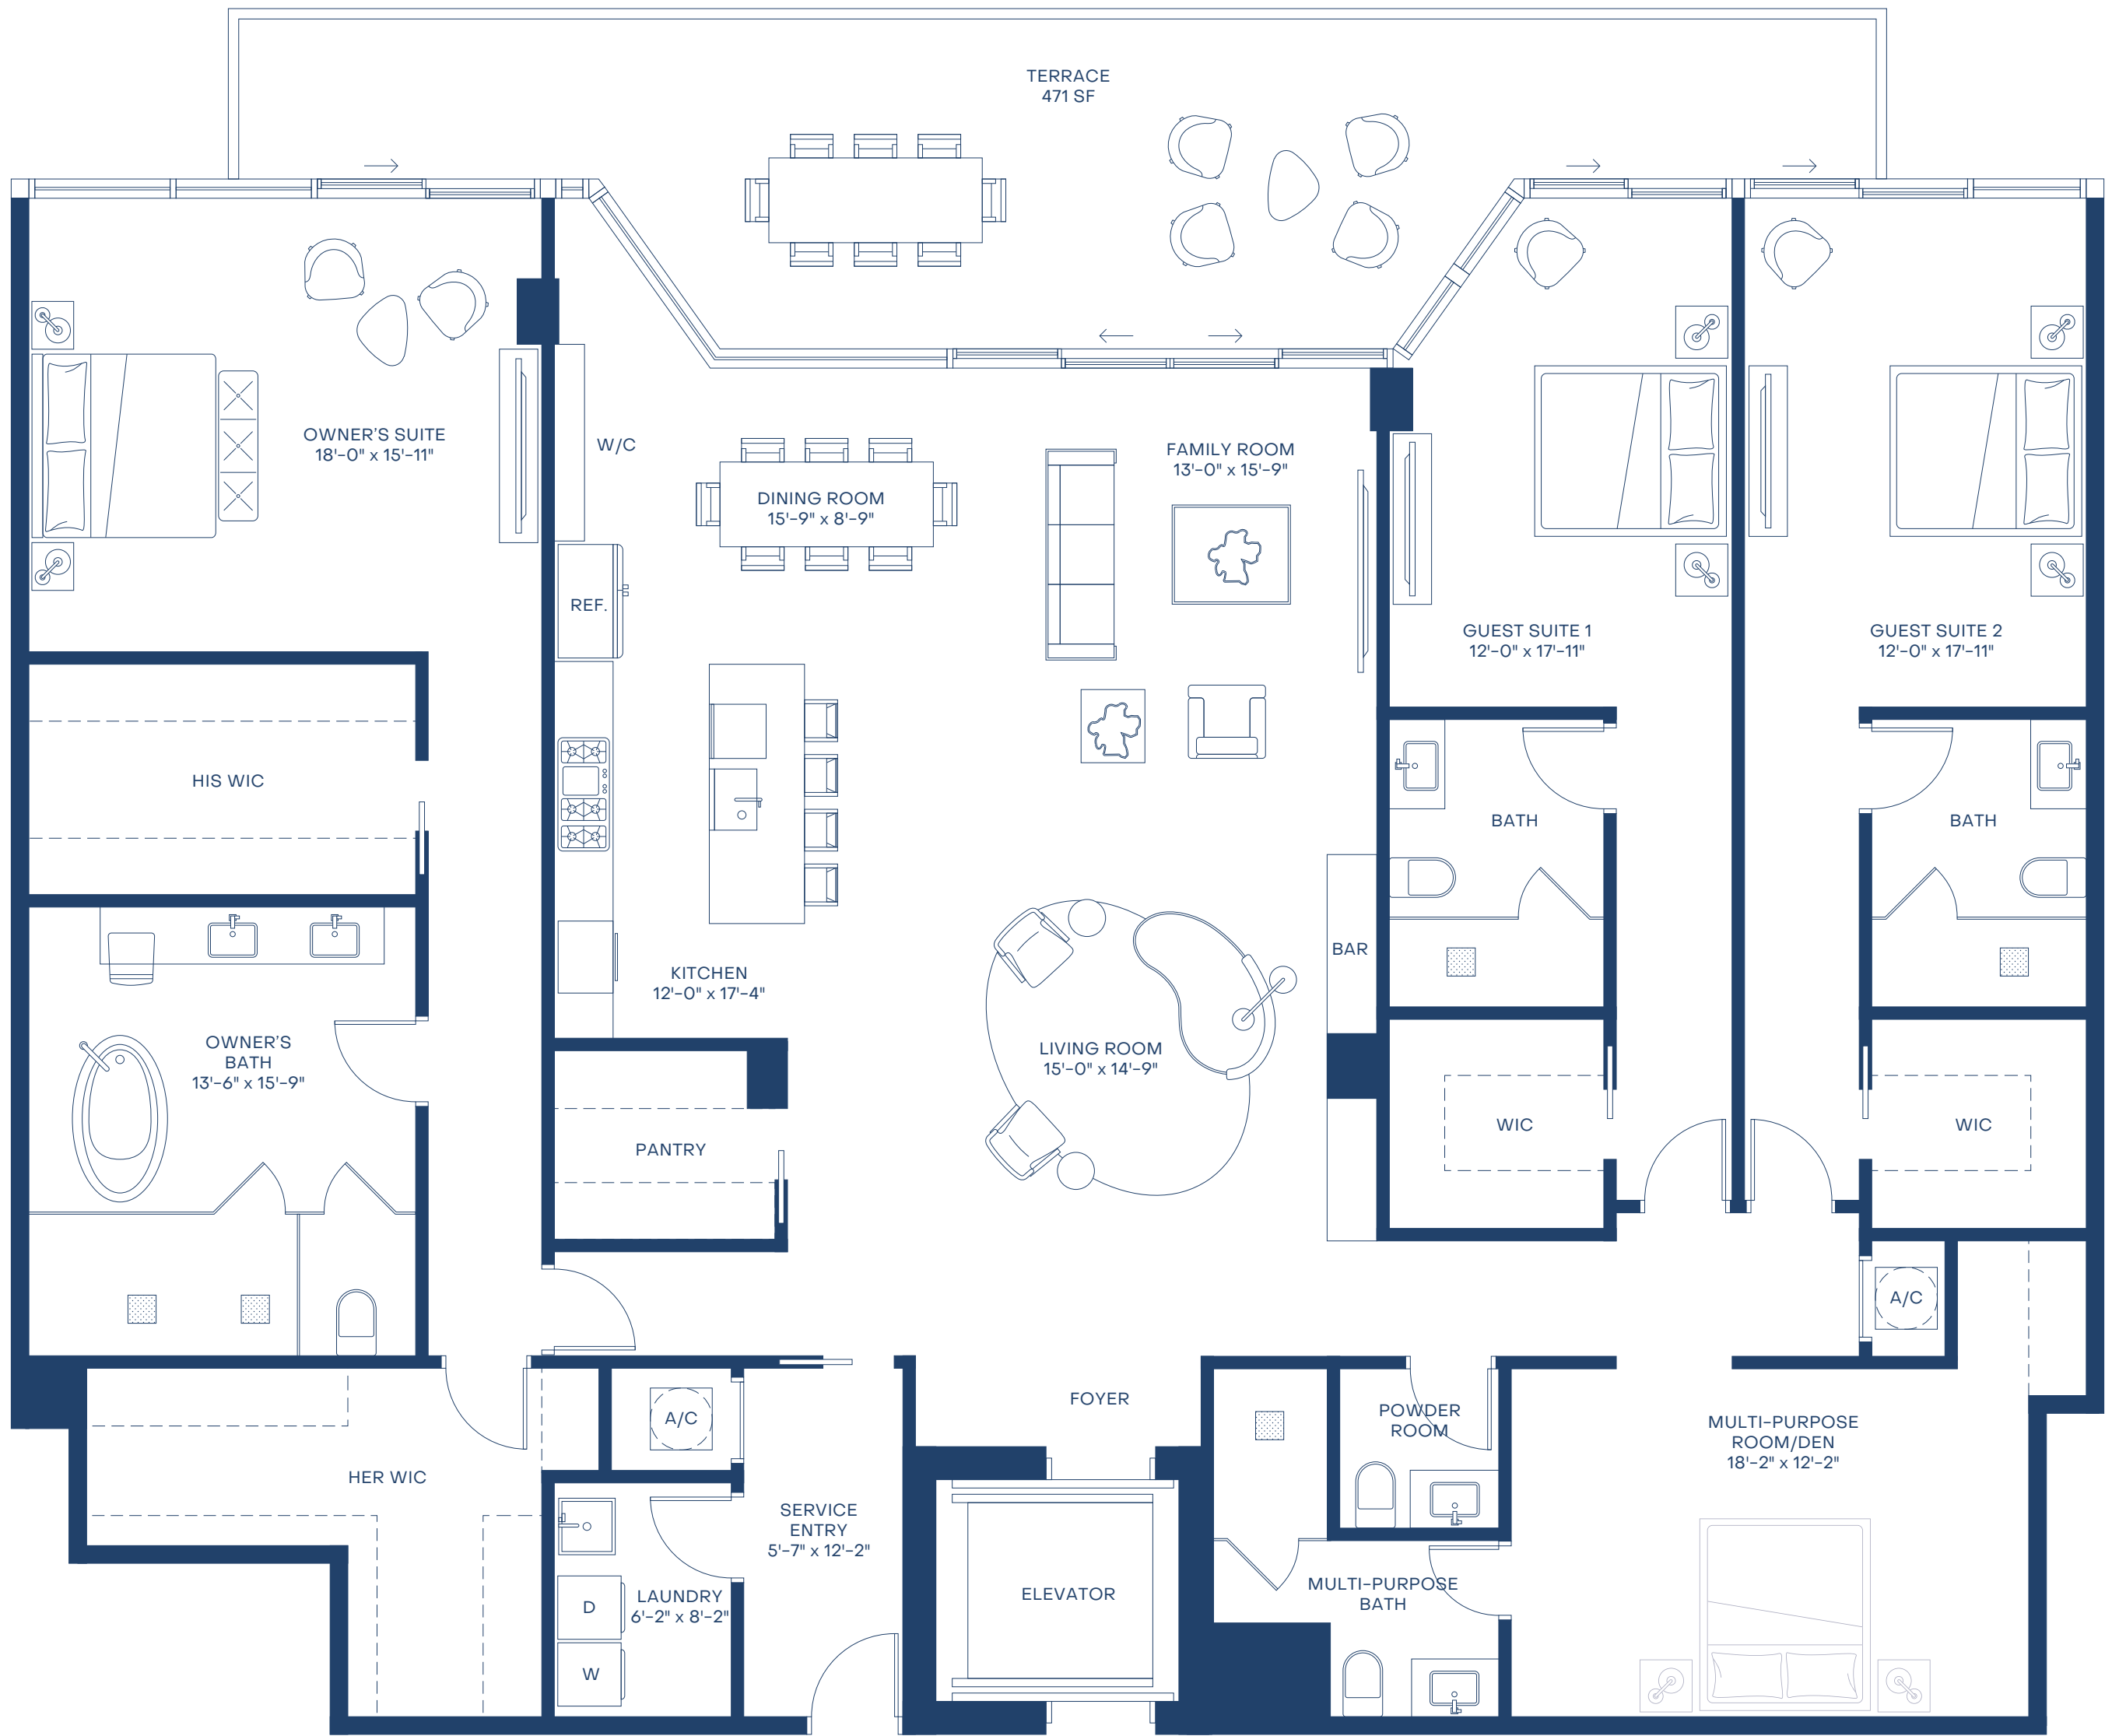 TERRACE
471 SF
OWNER'S SUITE
18'-0" x 15'-11"
W/C
DINING ROOM
15'-9" x 8'-9"
FAMILY ROOM
13'-0" x 15'-9"
REF.
GUEST SUITE 1
12'-0" x 17'-11"
GUEST SUITE 2
12'-0" x 17'-11"
HIS WIC
BATH
BATH
KITCHEN
12'-0" x 17'-4"
BAR
OWNER'S
BATH
13'-6" x 15'-9"
LIVING ROOM
15'-0" x 14'-9"
PANTRY
WIC
WIC
A/C
A/C
FOYER
POWDER
ROOM
MULTI-PURPOSE
ROOM/DEN
18'-2" x 12'-2"
HER WIC
SERVICE
ENTRY
5'-7" x 12'-2"
ELEVATOR
MULTI-PURPOSE
BATH
D
LAUNDRY
6'-2" x 8'-2"
W